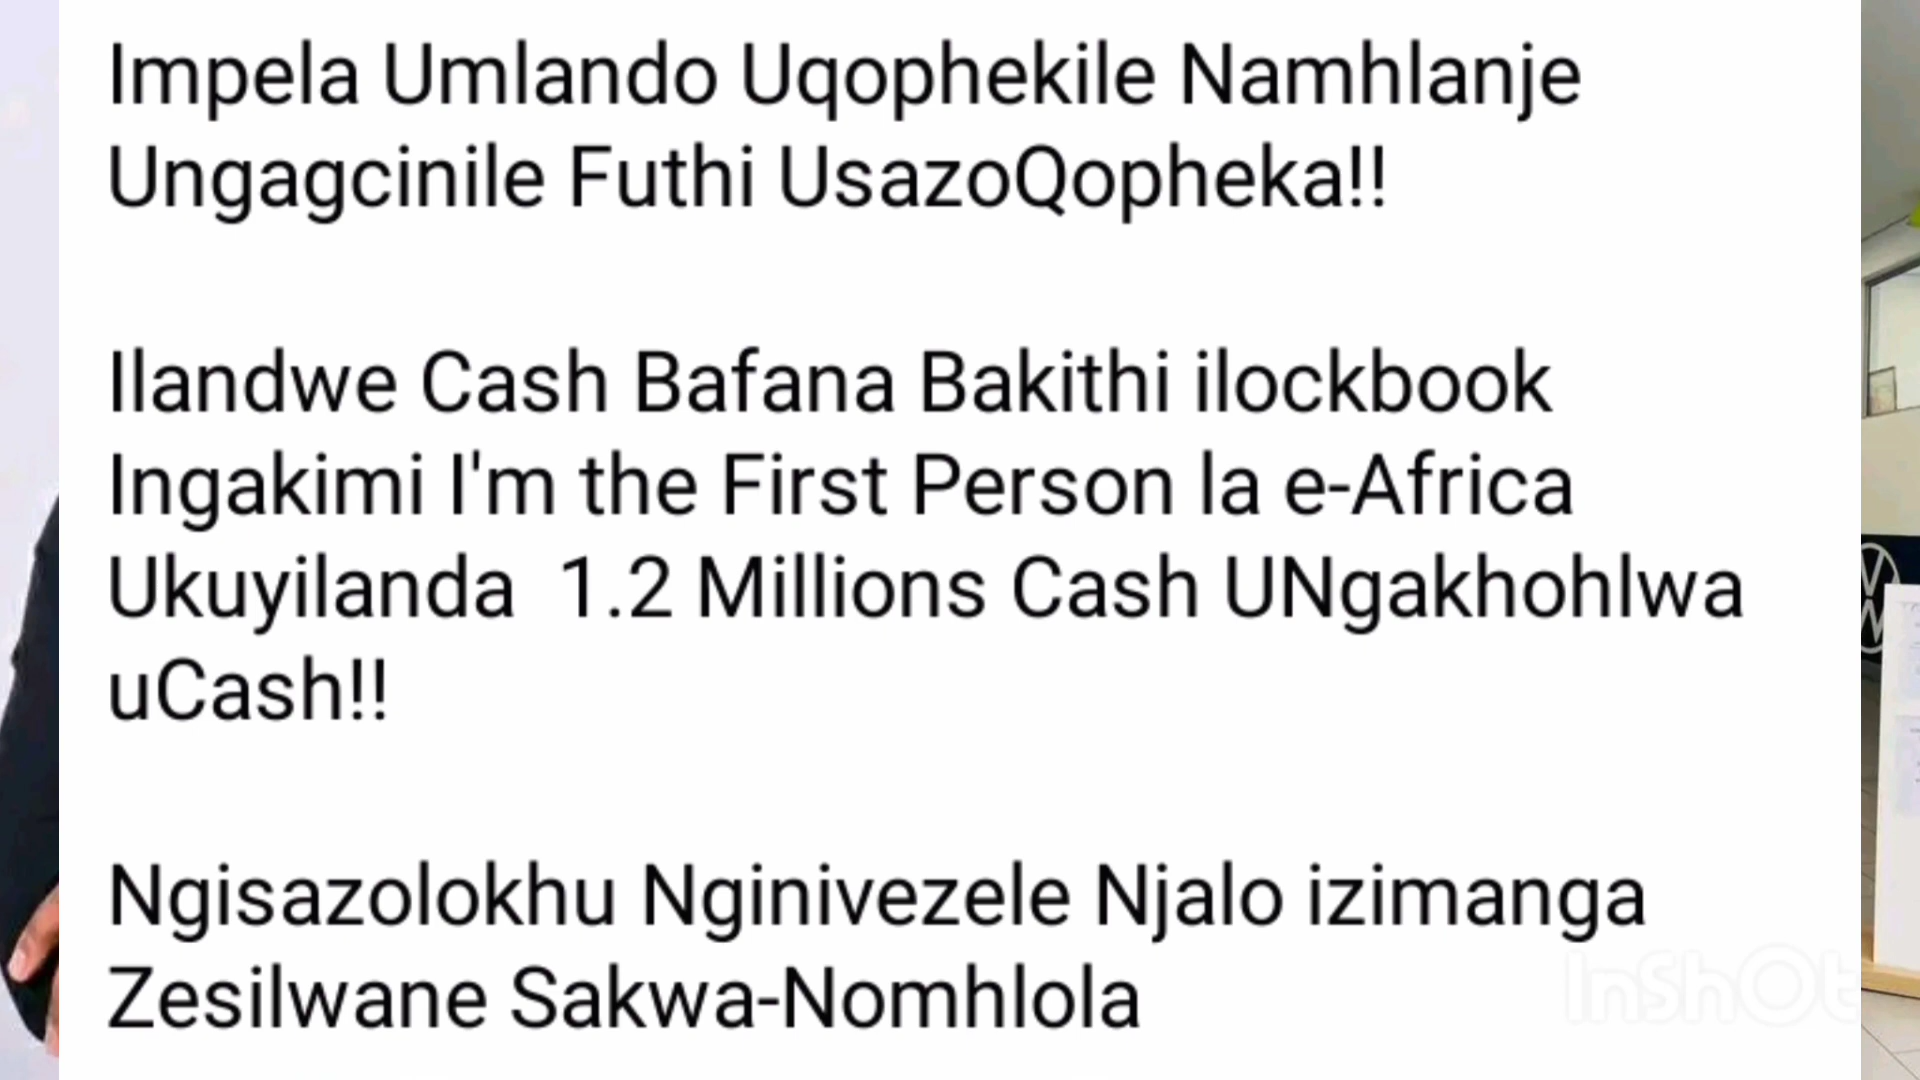 Impela Umlando Uqophekile Namhlanje
Ungagcinile Futhi UsazoQopheka!!
Ilandwe Cash Bafana Bakithi ilockbook
Ingakimi I'm the First Person la e-Africa
Ukuyilanda  1.2 Millions Cash UNgakhohlwa
uCash!!
Ngisazolokhu Nginivezele Njalo izimanga
Zesilwane Sakwa-Nomhlola
InShOt